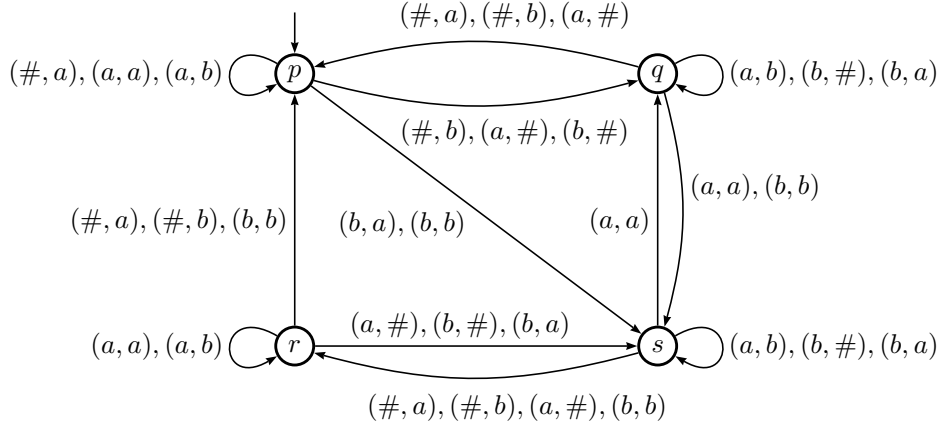 (#, a), (#, b), (a, #)
(#, a), (a, a), (a, b)
p
q
(a, b), (b, #), (b, a)
(#, b), (a, #), (b, #)
(a, a), (b, b)
(#, a), (#, b), (b, b)
(b, a), (b, b)
(a, a)
(a, #), (b, #), (b, a)
(a, a), (a, b)
r
s
(a, b), (b, #), (b, a)
(#, a), (#, b), (a, #), (b, b)